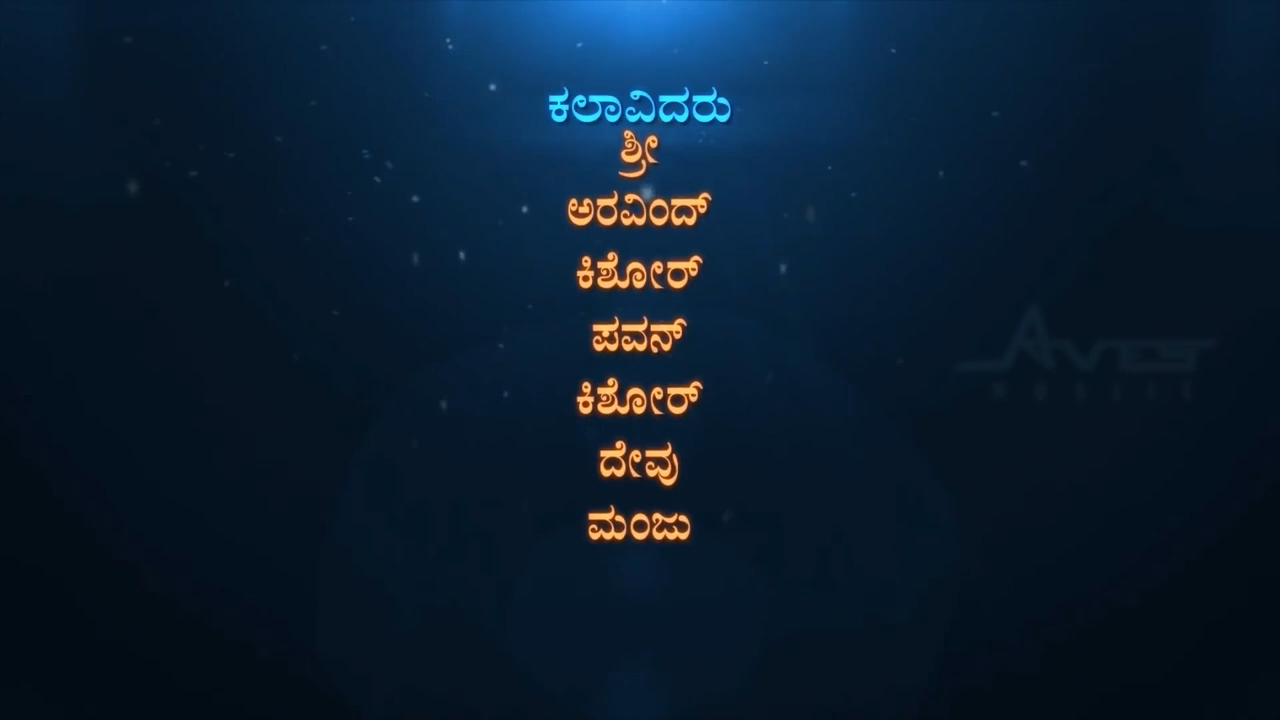 ಕಲಾವಿದರು
ಶ್ರೀ
ಅರವಿಂದ್
ಕಿಶೋರ್
ಪವನ್
ಕಿಶೋರ್
ದೇವು
ಮಂಜು